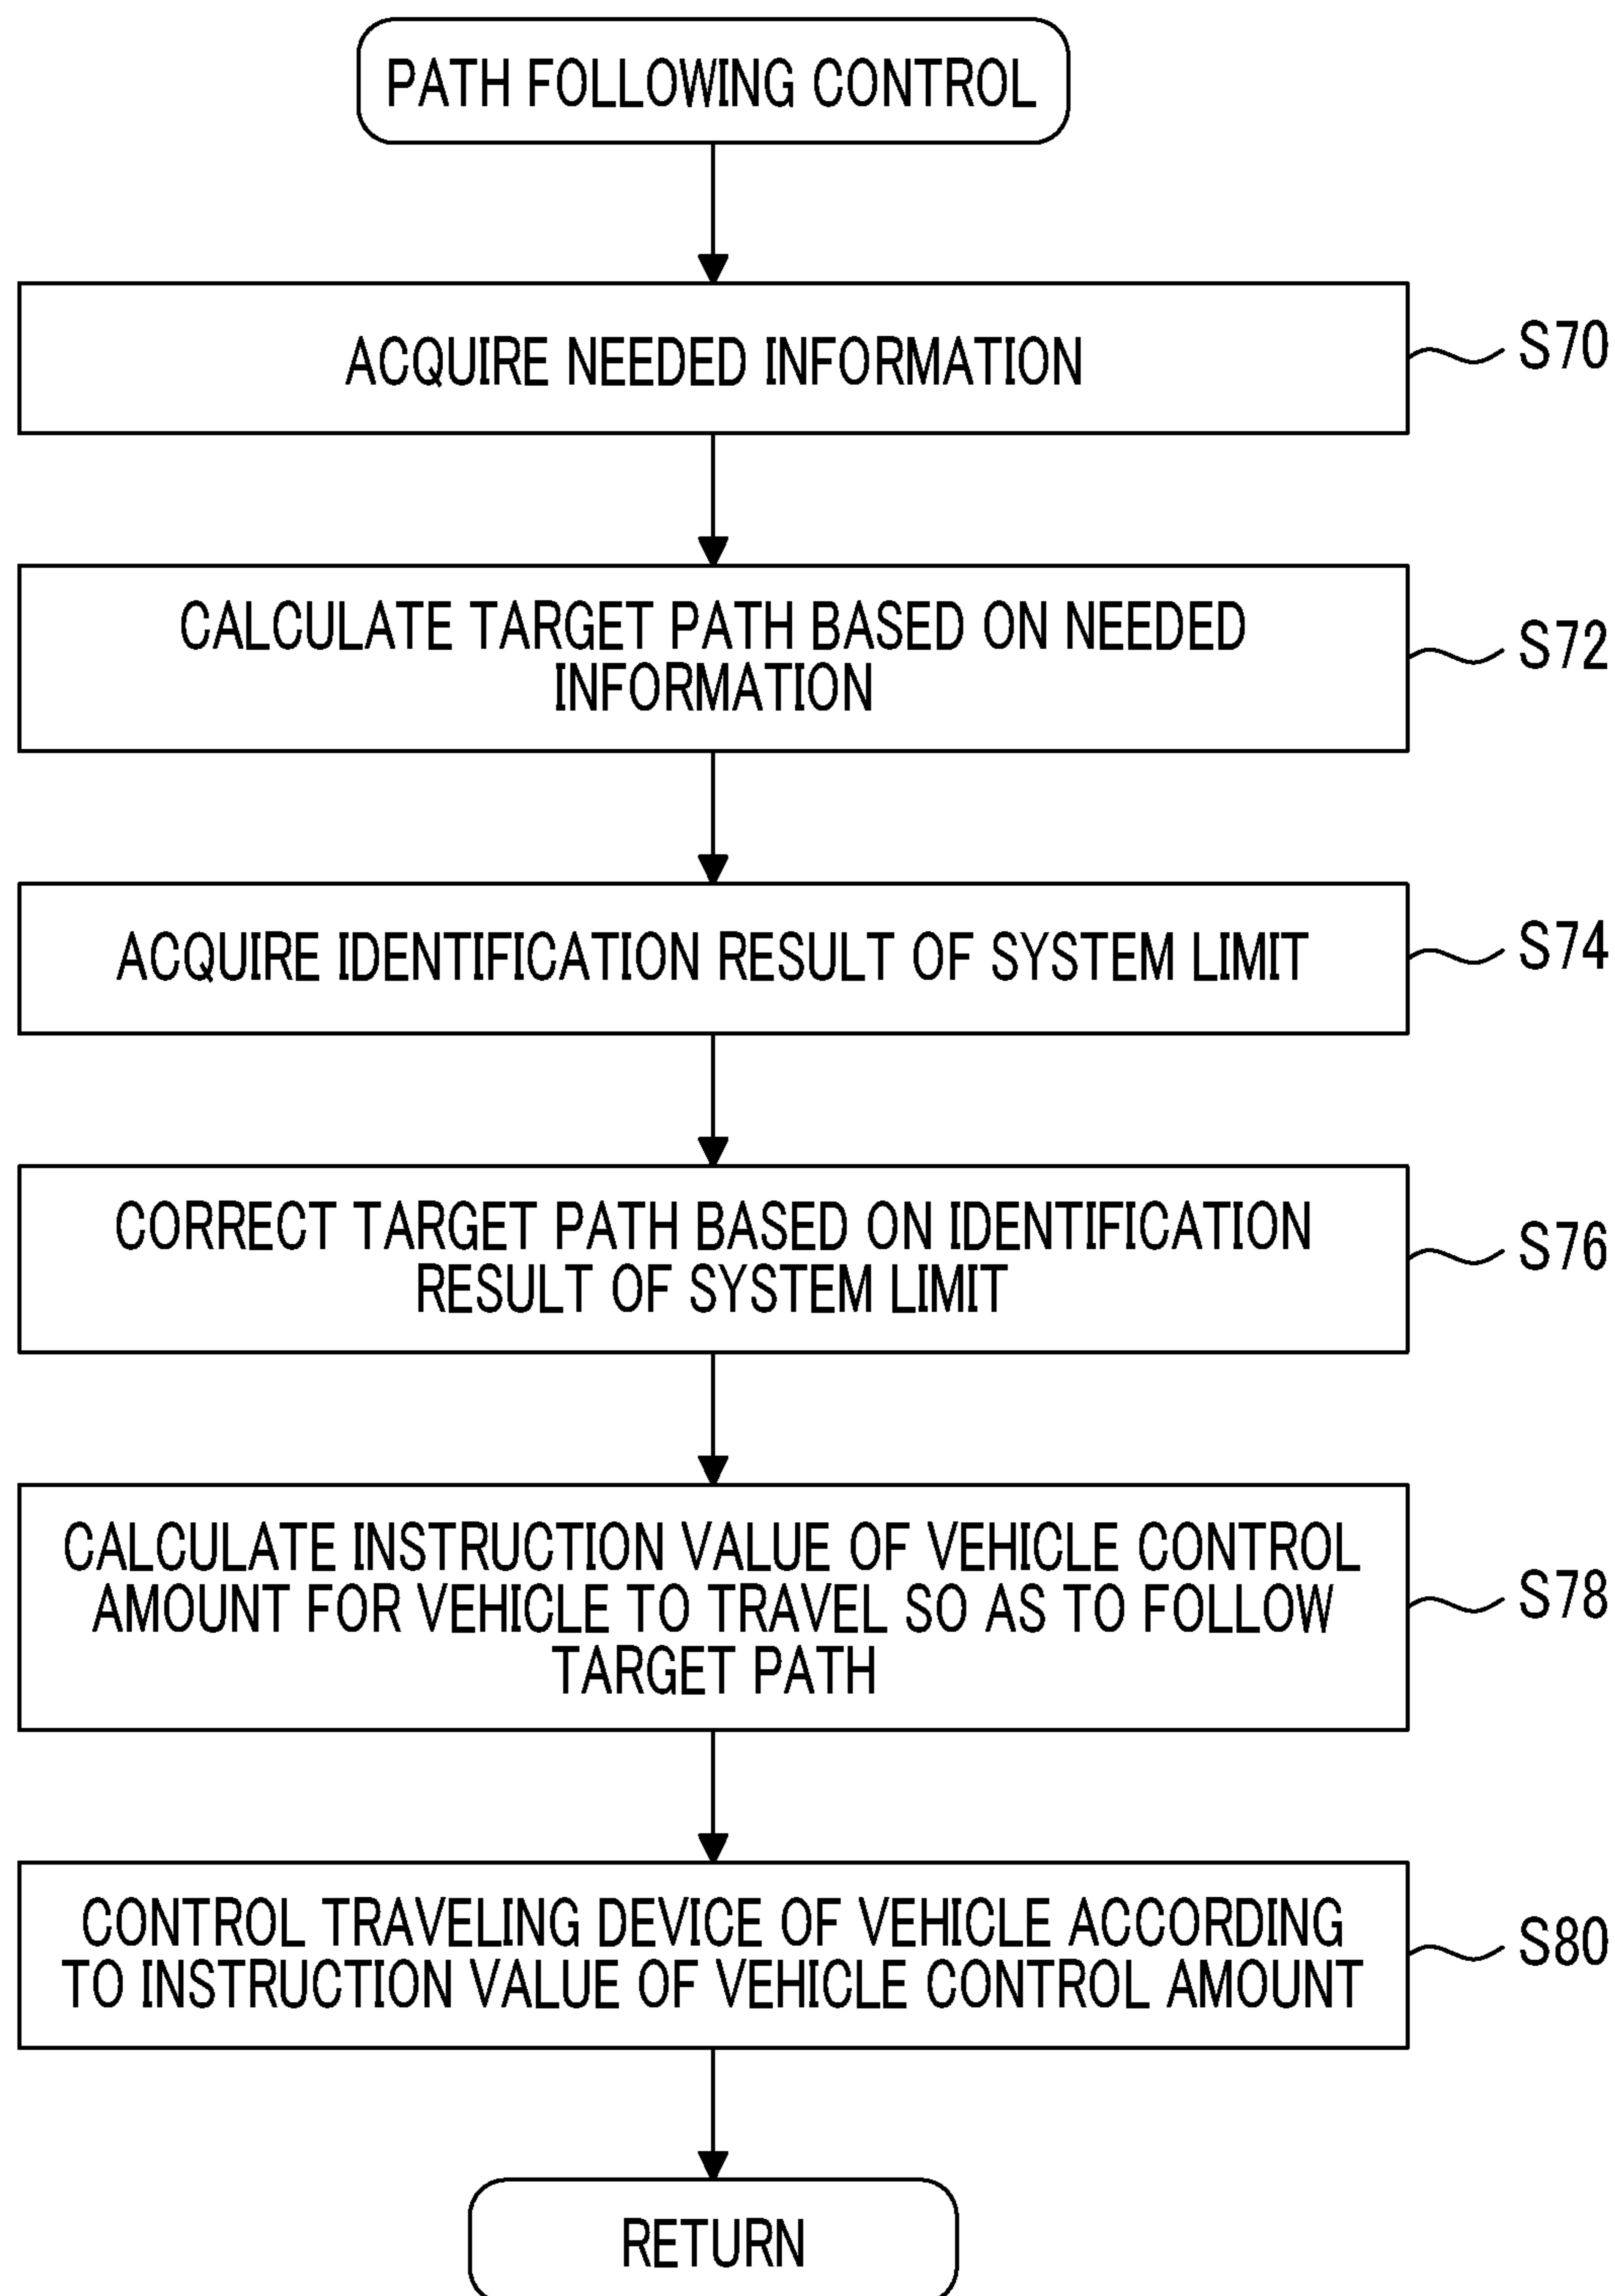 PATH FOLLOWING CONTROL
ACQUIRE NEEDED INFORMATION
S70
CALCULATE TARGET PATH BASED ON NEEDED
INFORMATION
S72
ACQUIRE IDENTIFICATION RESULT OF SYSTEM LIMIT
S74
CORRECT TARGET PATH BASED ON IDENTIFICATION
RESULT OF SYSTEM LIMIT
S76
CALCULATE INSTRUCTION VALUE OF VEHICLE CONTROL
AMOUNT FOR VEHICLE TO TRAVEL SO AS TO FOLLOW
TARGET PATH
S78
CONTROL TRAVELING DEVICE OF VEHICLE ACCORDING
TO INSTRUCTION VALUE OF VEHICLE CONTROL AMOUNT
S80
RETURN